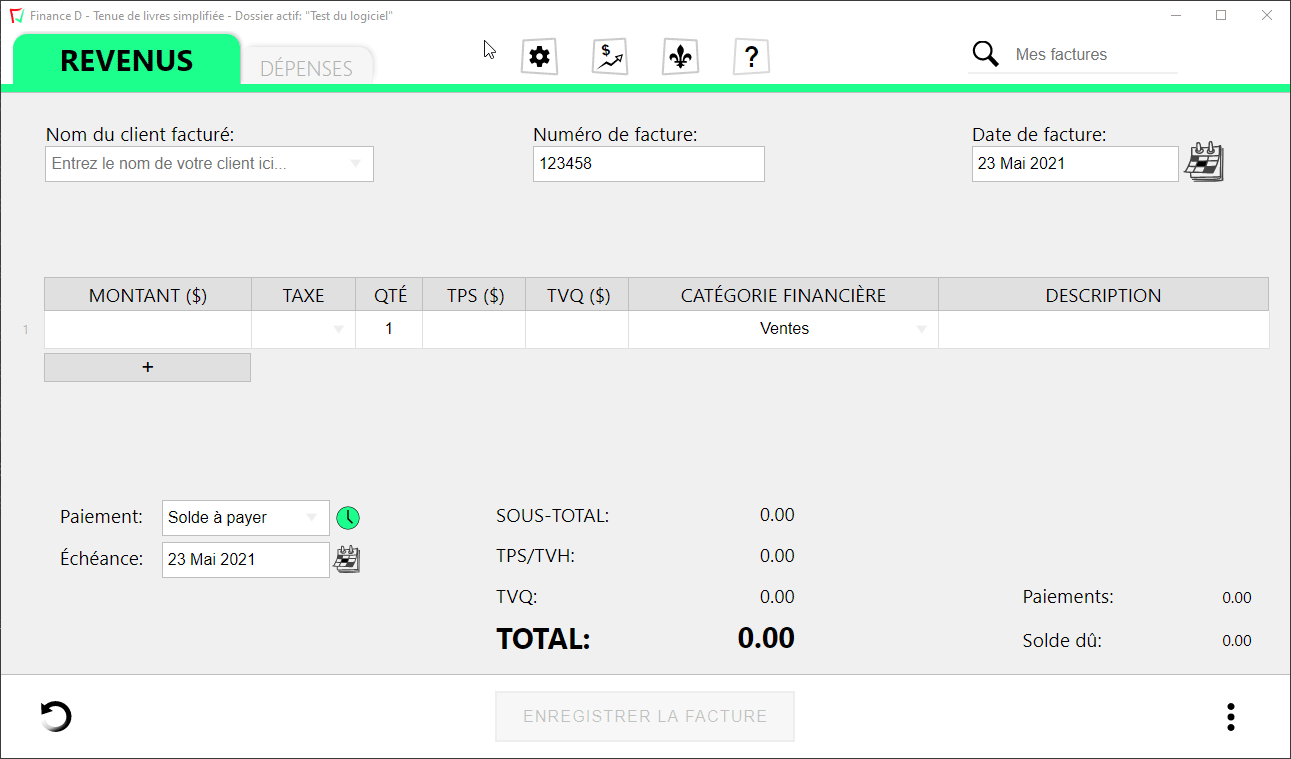 Finance D - Tenue de livres simplifiée - Dossier actif: "Test du logiciel"
REVENUS
DÉPENSES
$
?
Mes factures
Nom du client facturé:
Numéro de facture:
Date de facture:
Entrez le nom de votre client ici...
123458
23 Mai 2021
MONTANT ($) TAXE QTÉ TPS ($) TVQ ($) CATÉGORIE FINANCIÈRE DESCRIPTION
1 1 Ventes
+
Paiement: Solde à payer
Échéance: 23 Mai 2021
SOUS-TOTAL: 0.00
TPS/TVH: 0.00
TVQ: 0.00
TOTAL: 0.00
Paiements: 0.00
Solde dû: 0.00
ENREGISTRER LA FACTURE